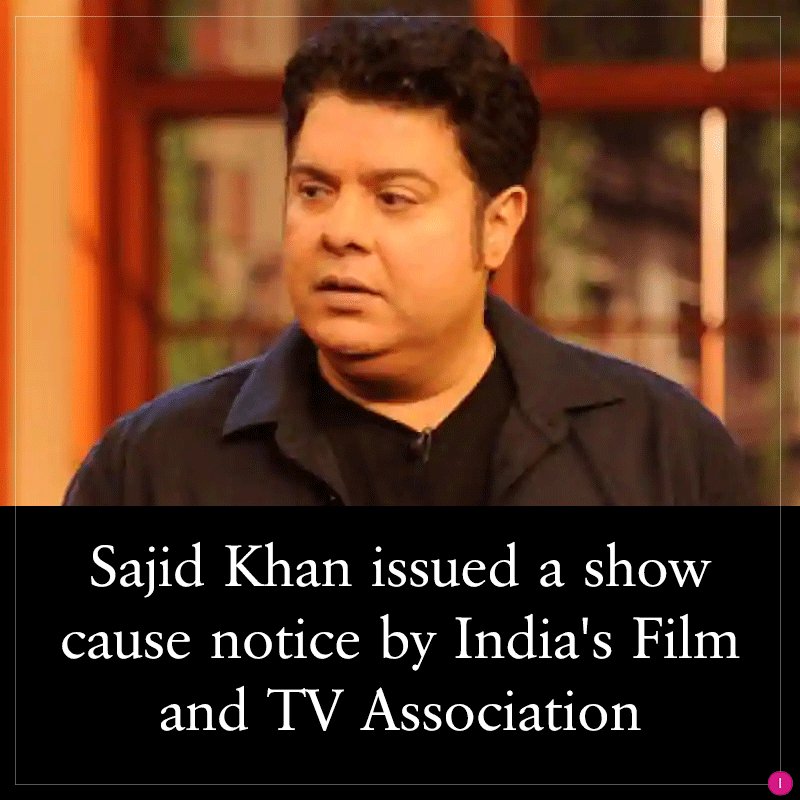 Sajid Khan issued a show
cause notice by India's Film
and TV Association
i